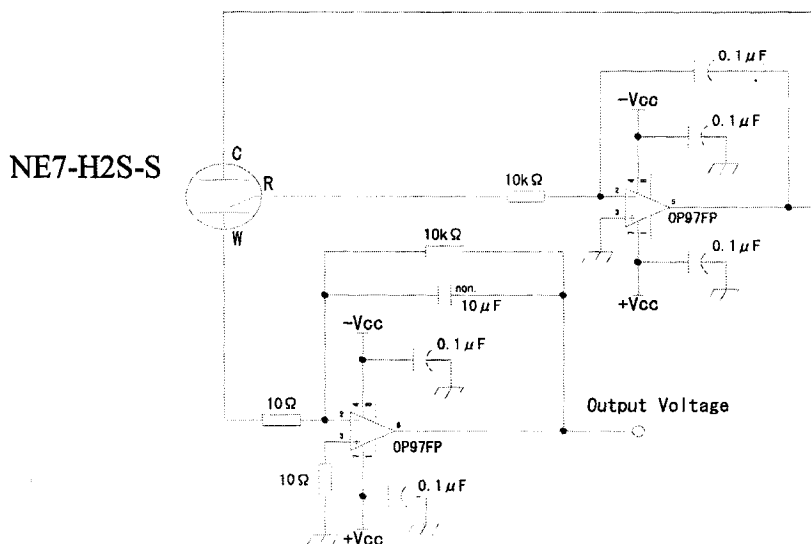 0.1μF
-Vcc
0.1μF
NE7-H2S-S
C
R
W
10kΩ
2
3
6
OP97FP
10kΩ
0.1μF
+Vcc
non.
10μF
-Vcc
0.1μF
10Ω
2
3
6
OP97FP
Output Voltage
10Ω
0.1μF
+Vcc